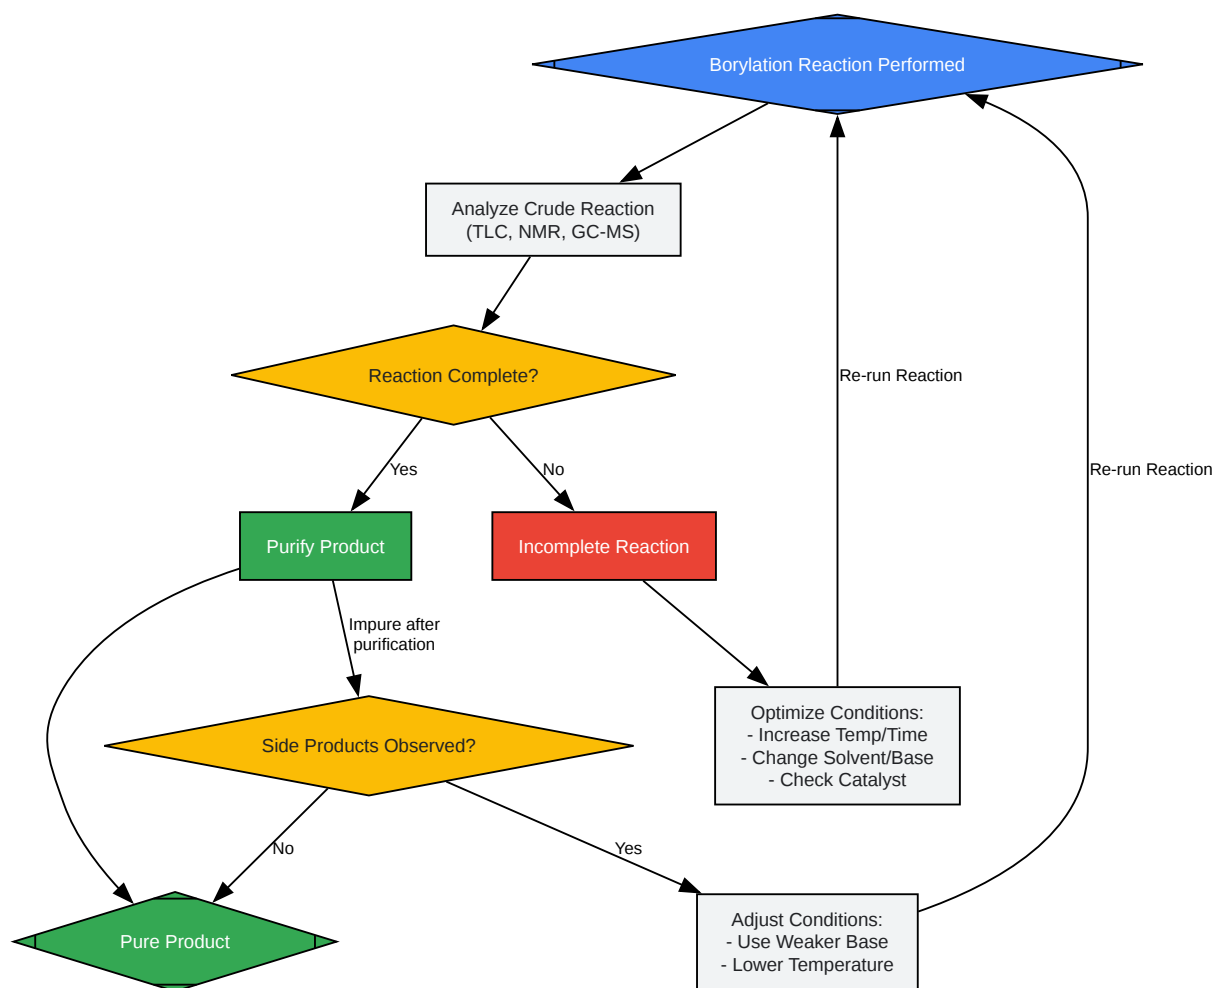 Borylation Reaction Performed
Analyze Crude Reaction
(TLC, NMR, GC-MS)
Reaction Complete?
Re-run Reaction
Yes
No
Re-run Reaction
Purify Product
Incomplete Reaction
Impure after
purification
Side Products Observed?
Optimize Conditions:
- Increase Temp/Time
- Change Solvent/Base
- Check Catalyst
No
Yes
Pure Product
Adjust Conditions:
- Use Weaker Base
- Lower Temperature